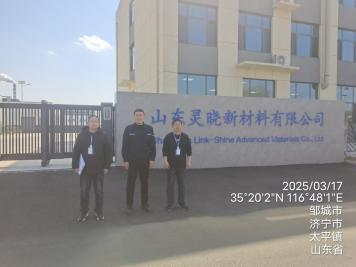 山东灵晓新材料有限公司
Link-Shine Advanced Materials Co., Ltd
2025/03/17
35°20'2"N 116°48'1"E
邹城市
济宁市
太平镇
山东省